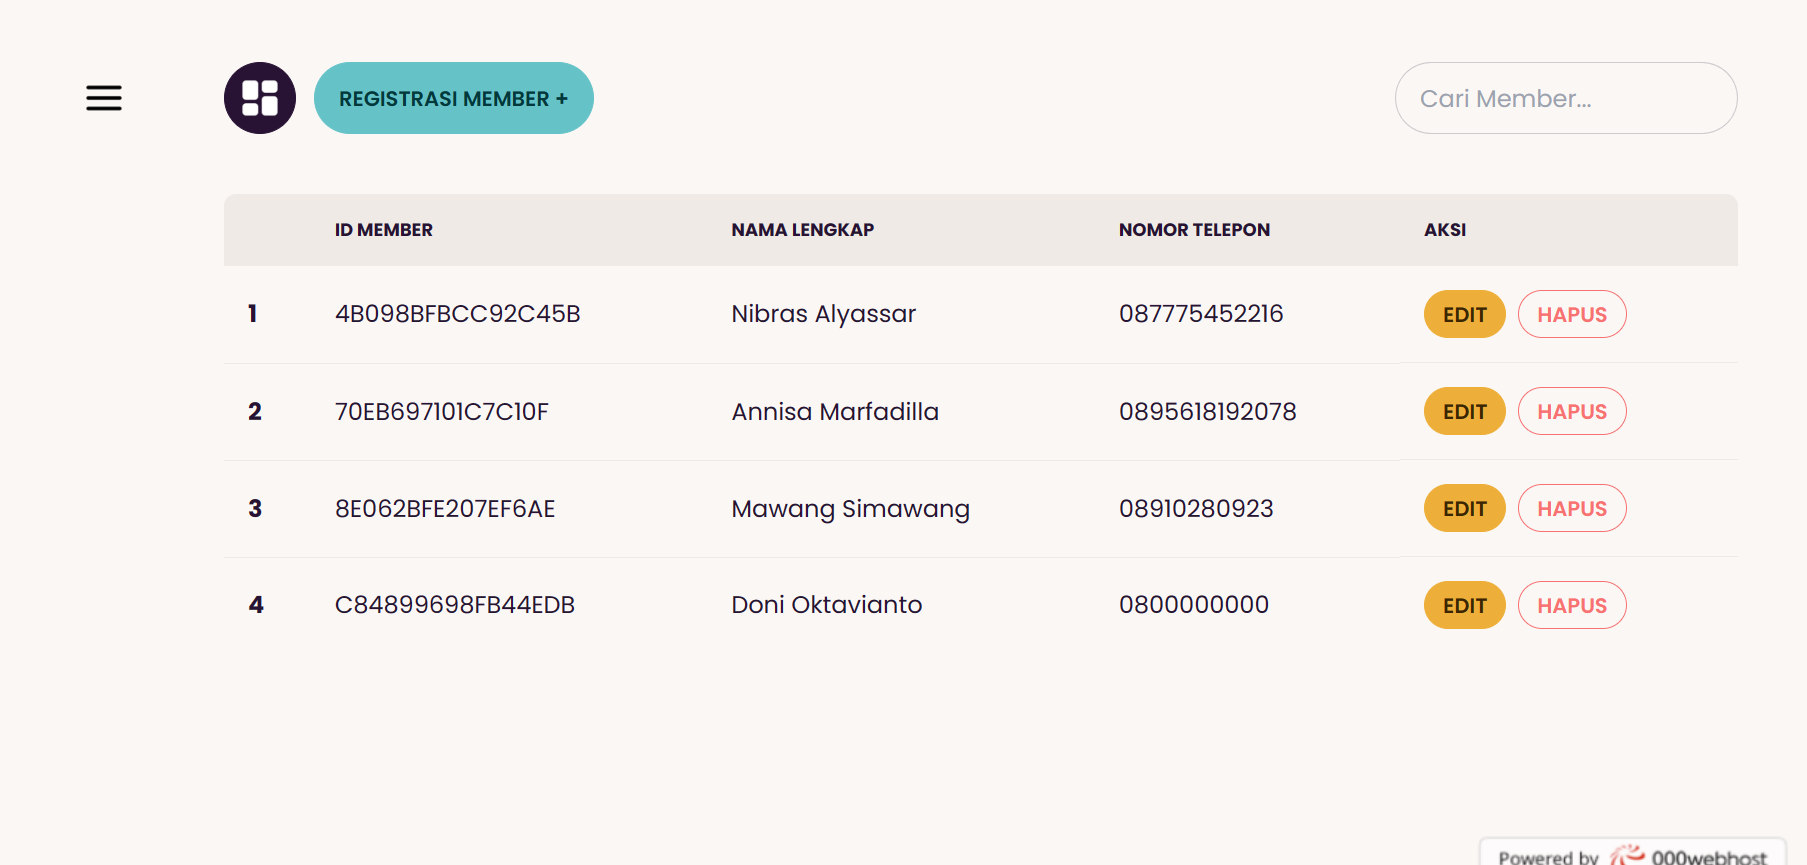 REGISTRASI MEMBER +
Cari Member...
ID MEMBER NAMA LENGKAP NOMOR TELEPON AKSI
1 4B098BFBCC92C45B Nibras Alyassar 087775452216 EDIT HAPUS
2 70EB697101C7C10F Annisa Marfadilla 0895618192078 EDIT HAPUS
3 8E062BFE207EF6AE Mawang Simawang 08910280923 EDIT HAPUS
4 C84899698FB44EDB Doni Oktavianto 0800000000 EDIT HAPUS
Powered by 000webhost